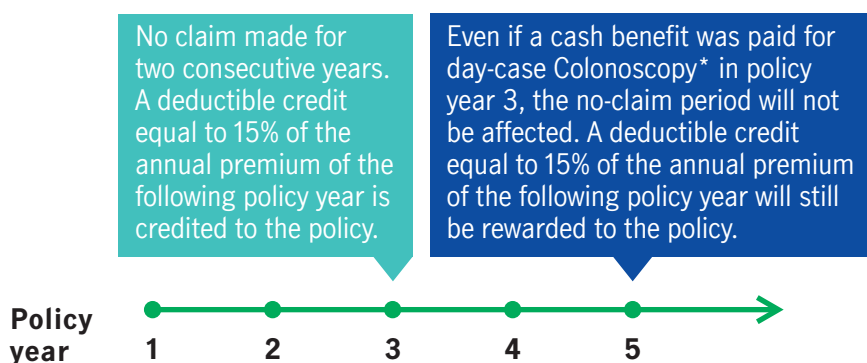 No claim made for
two consecutive years.
A deductible credit
equal to 15% of the
annual premium of the
following policy year is
credited to the policy.
Even if a cash benefit was paid for
day-case Colonoscopy* in policy
year 3, the no-claim period will not
be affected. A deductible credit
equal to 15% of the annual premium
of the following policy year will still
be rewarded to the policy.
Policy
year 1 2 3 4 5